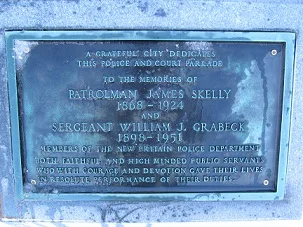 A GRATEFUL CITY DEDICATES
THIS POLICE AND COURT PARCADE
TO THE MEMORIES OF
PATROLMAN JAMES SKELLY
1868 - 1924
AND
SERGEANT WILLIAM J. GRABECK
1898 - 1951
MEMBERS OF THE NEW BRITAIN POLICE DEPARTMENT
BOTH FAITHFUL AND HIGH MINDED PUBLIC SERVANTS
WHO WITH COURAGE AND DEVOTION GAVE THEIR LIVES
IN RESOLUTE PERFORMANCE OF THEIR DUTIES.